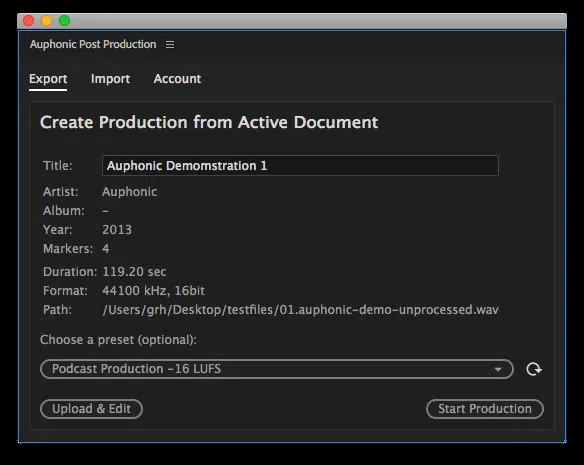 Auphonic Post Production
Export Import Account
Create Production from Active Document
Title: Auphonic Demomstration 1
Artist: Auphonic
Album: –
Year: 2013
Markers: 4
Duration: 119.20 sec
Format: 44100 kHz, 16bit
Path: /Users/grh/Desktop/testfiles/01.auphonic-demo-unprocessed.wav
Choose a preset (optional):
Podcast Production -16 LUFS
Upload & Edit Start Production